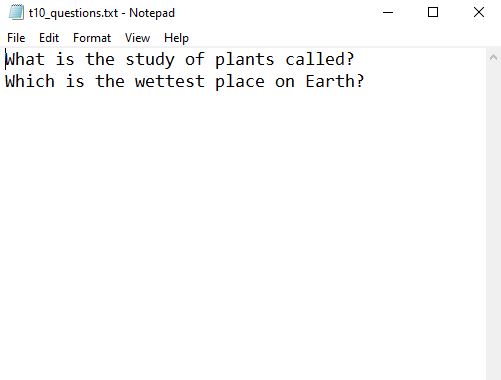 t10_questions.txt - Notepad
File Edit Format View Help
What is the study of plants called?
Which is the wettest place on Earth?